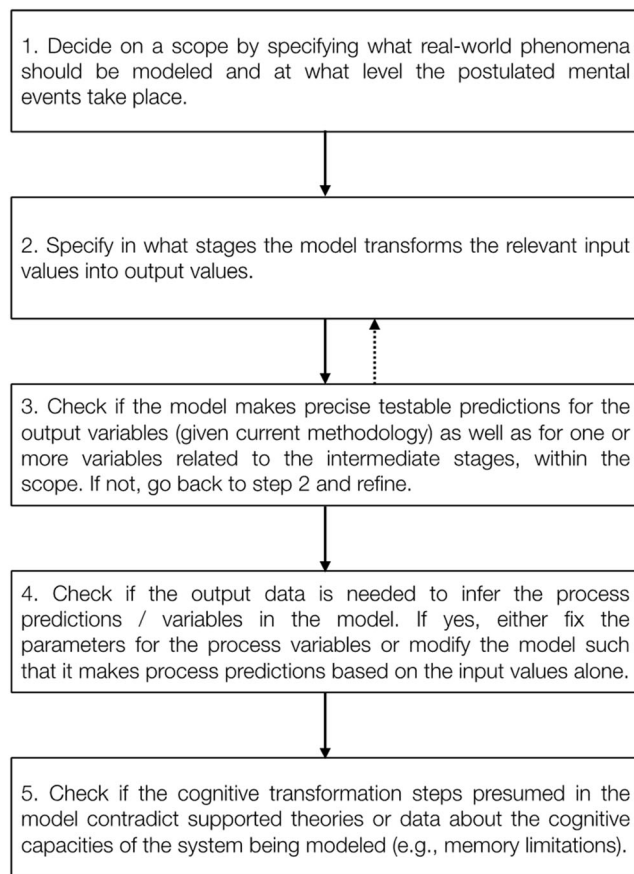 1. Decide on a scope by specifying what real-world phenomena
should be modeled and at what level the postulated mental
events take place.
2. Specify in what stages the model transforms the relevant input
values into output values.
3. Check if the model makes precise testable predictions for the
output variables (given current methodology) as well as for one or
more variables related to the intermediate stages, within the
scope. If not, go back to step 2 and refine.
4. Check if the output data is needed to infer the process
predictions / variables in the model. If yes, either fix the
parameters for the process variables or modify the model such
that it makes process predictions based on the input values alone.
5. Check if the cognitive transformation steps presumed in the
model contradict supported theories or data about the cognitive
capacities of the system being modeled (e.g., memory limitations).